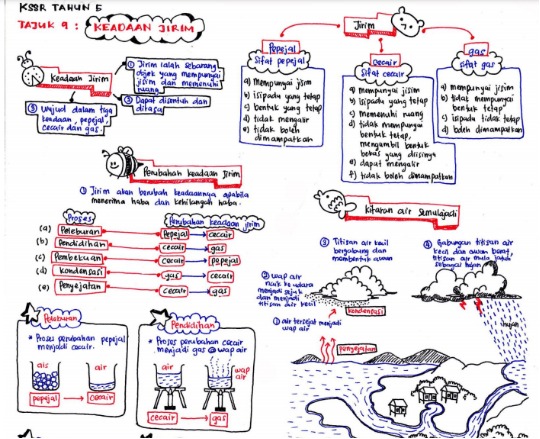 KSSR TAHUN 5
TAJUK 9 : KEADAAN JIRIM
Keadaan Jirim
① Jirim ialah sebarang
objek yang mempunyai
jisim dan memenuhi
ruang.
② Dapat disentuh dan
dirasa
③ Wujud dalam tiga
keadaan, pepejal,
cecair dan gas.
Jirim
Pepejal
Sifat pepejal
a) mempunyai jisim
b) isipadu yang tetap
c) bentuk yang tetap
d) tidak mengalir
e) tidak boleh
dimampatkan
Cecair
Sifat cecair
a) mempunyai jisim
b) isipadu yang tetap
c) memenuhi ruang
d) tidak mempunyai
bentuk tetap,
mengambil bentuk
bekas yang diisinya
e) dapat mengalir
f) tidak boleh dimampatkan
gas
Sifat gas
a) mempunyai jisim
b) tidak mempunyai
bentuk tetap
c) isipadu tidak tetap
d) boleh dimampatkan
Perubahan keadaan Jirim
① Jirim akan berubah keadaannya apabila
menerima haba dan kehilangan haba.
Proses
Perubahan keadaan jirim
(a) Peleburan Pepejal cecair
(b) Pendidihan cecair gas
(c) Pembekuan cecair pepejal
(d) kondensasi gas cecair
(e) Penyejatan cecair gas
Peleburan
* Proses perubahan pepejal
menjadi cecair.
ais
air
pepejal cecair
Pendidihan
* Proses perubahan cecair
menjadi gas @ wap air
air
wap
air
cecair gas
kitaran air semulajadi
③ Titisan air kecil
bergabung dan
membentuk awan
④ Gabungan titisan air
kecil dan awan berat,
titisan air mula jatuh
sebagai hujan
② wap air
naik ke udara
menjadi sejuk
dan menjadi
titisan air kecil
kondensasi
① air tersejat menjadi
wap air
Penyejatan
hujan